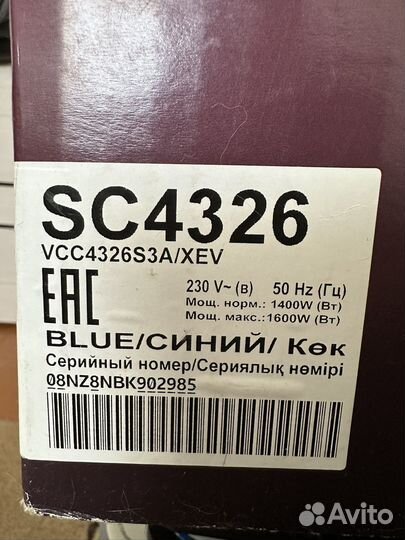 SC4326
VCC4326S3A/XEV
EAC
230 V~ (в) 50 Hz (Гц)
Мощ. норм.: 1400W (Вт)
Мощ. макс.: 1600W (Вт)
BLUE/СИНИЙ/ Көк
Серийный номер/Сериялық нөмірі
08NZ8NBK902985
Avito